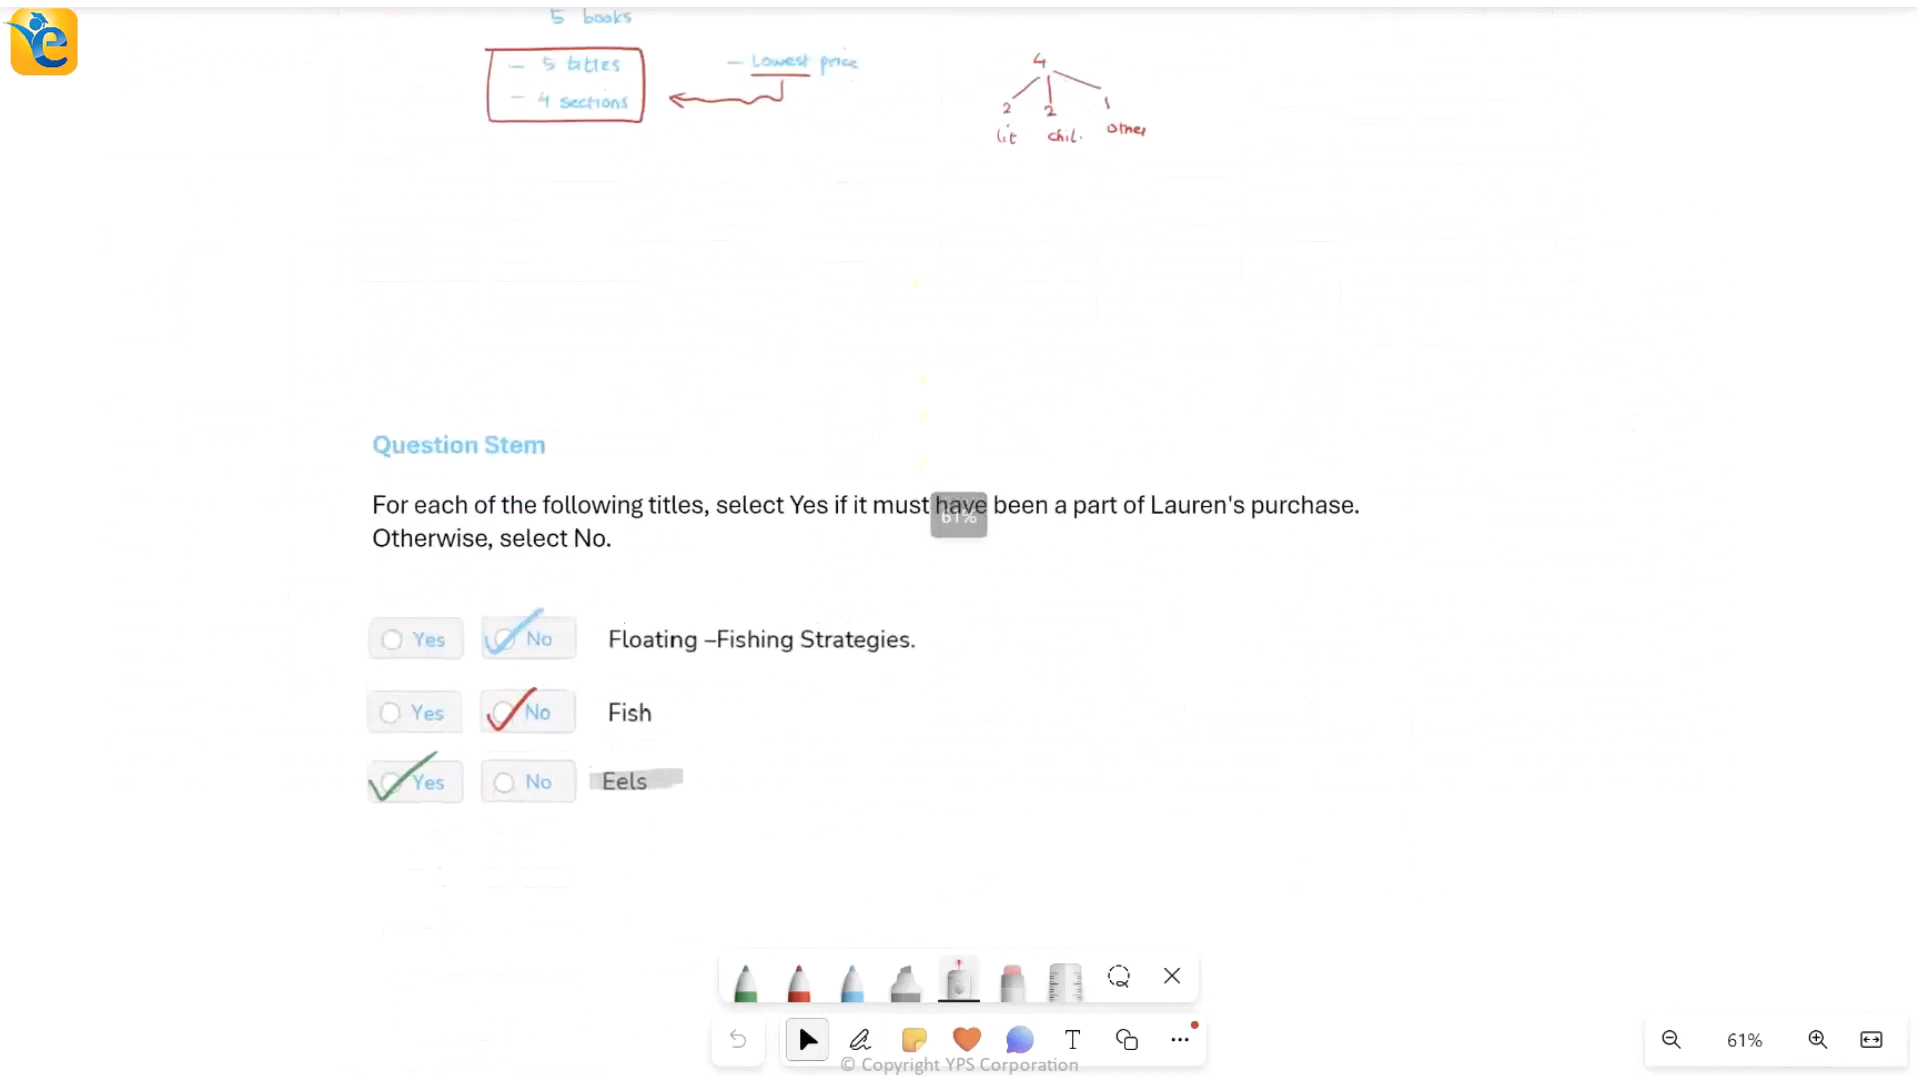 5 books
- 5 titles
- 4 sections
- Lowest price
4
2 2 1
lit chil. other
Question Stem
For each of the following titles, select Yes if it must have been a part of Lauren's purchase.
Otherwise, select No.
61%
Yes No Floating –Fishing Strategies.
Yes No Fish
Yes No Eels
T
61%
© Copyright YPS Corporation